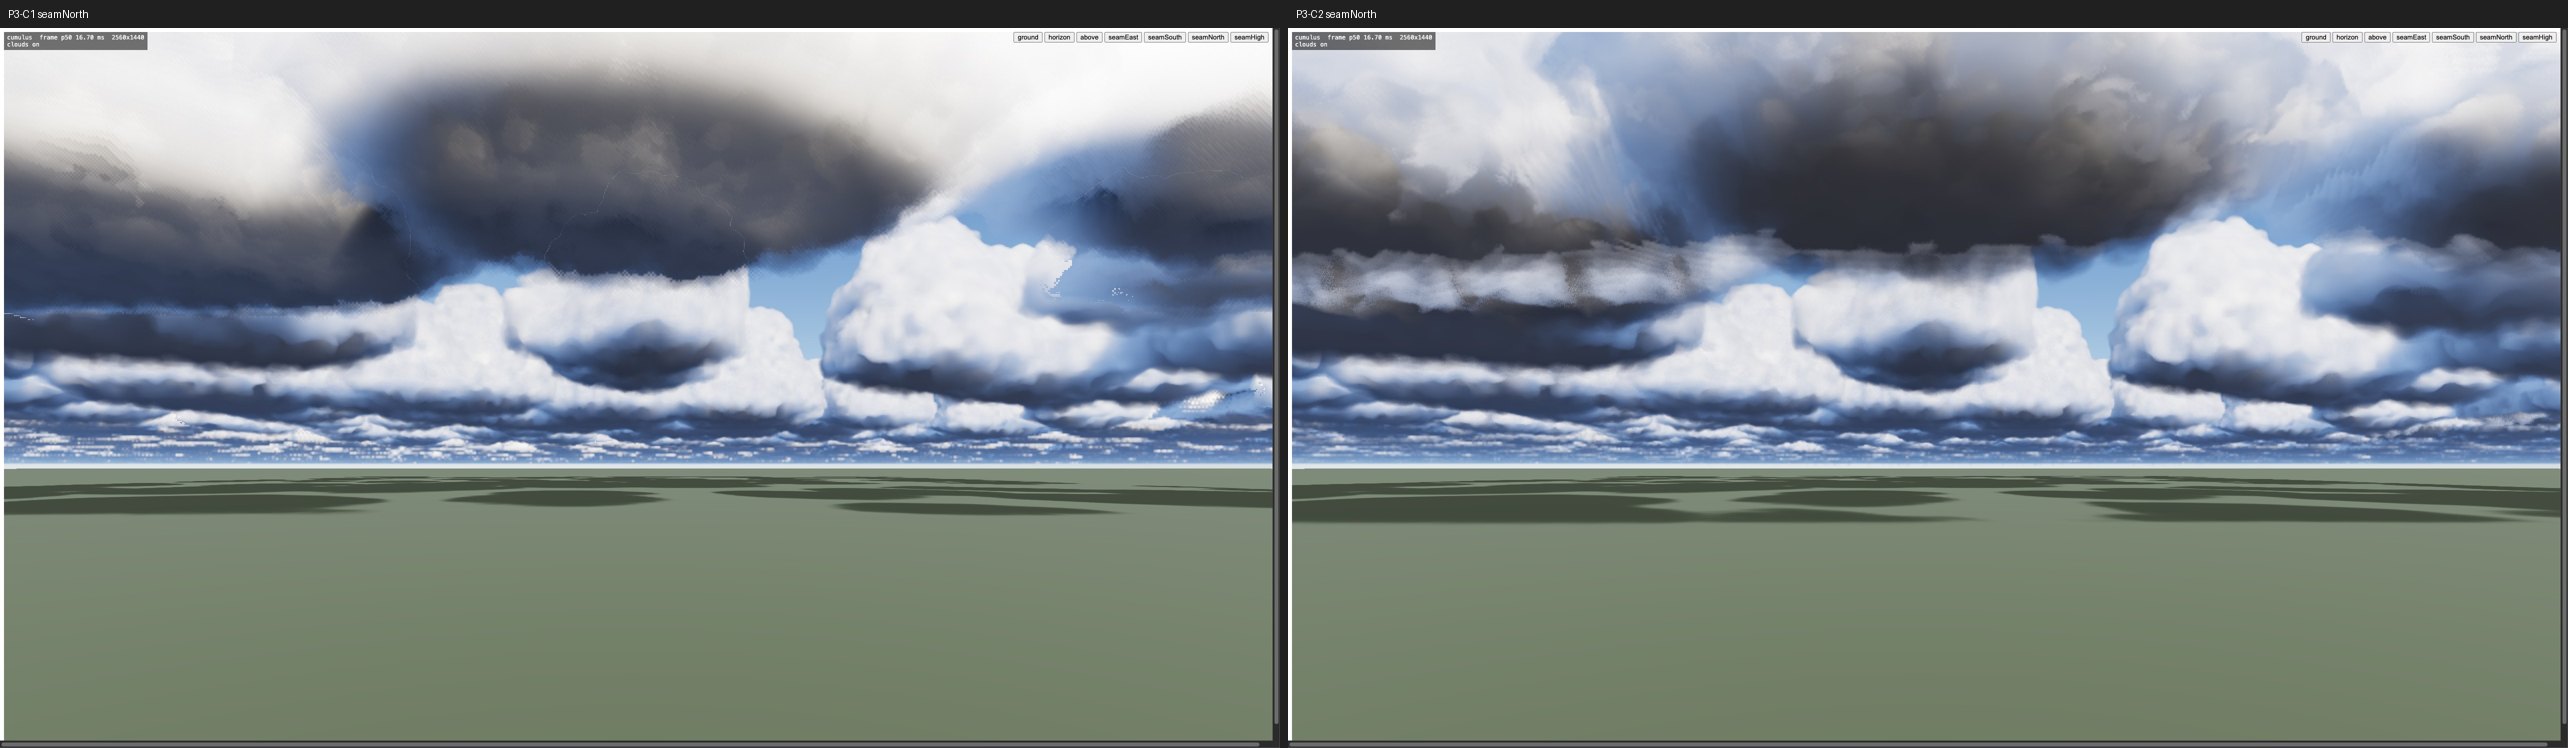 P3-C1 seamNorth
cumulus frame p50 16.70 ms 2560x1440
clouds on
ground horizon above seamEast seamSouth seamNorth seamHigh
P3-C2 seamNorth
cumulus frame p50 16.70 ms 2560x1440
clouds on
ground horizon above seamEast seamSouth seamNorth seamHigh